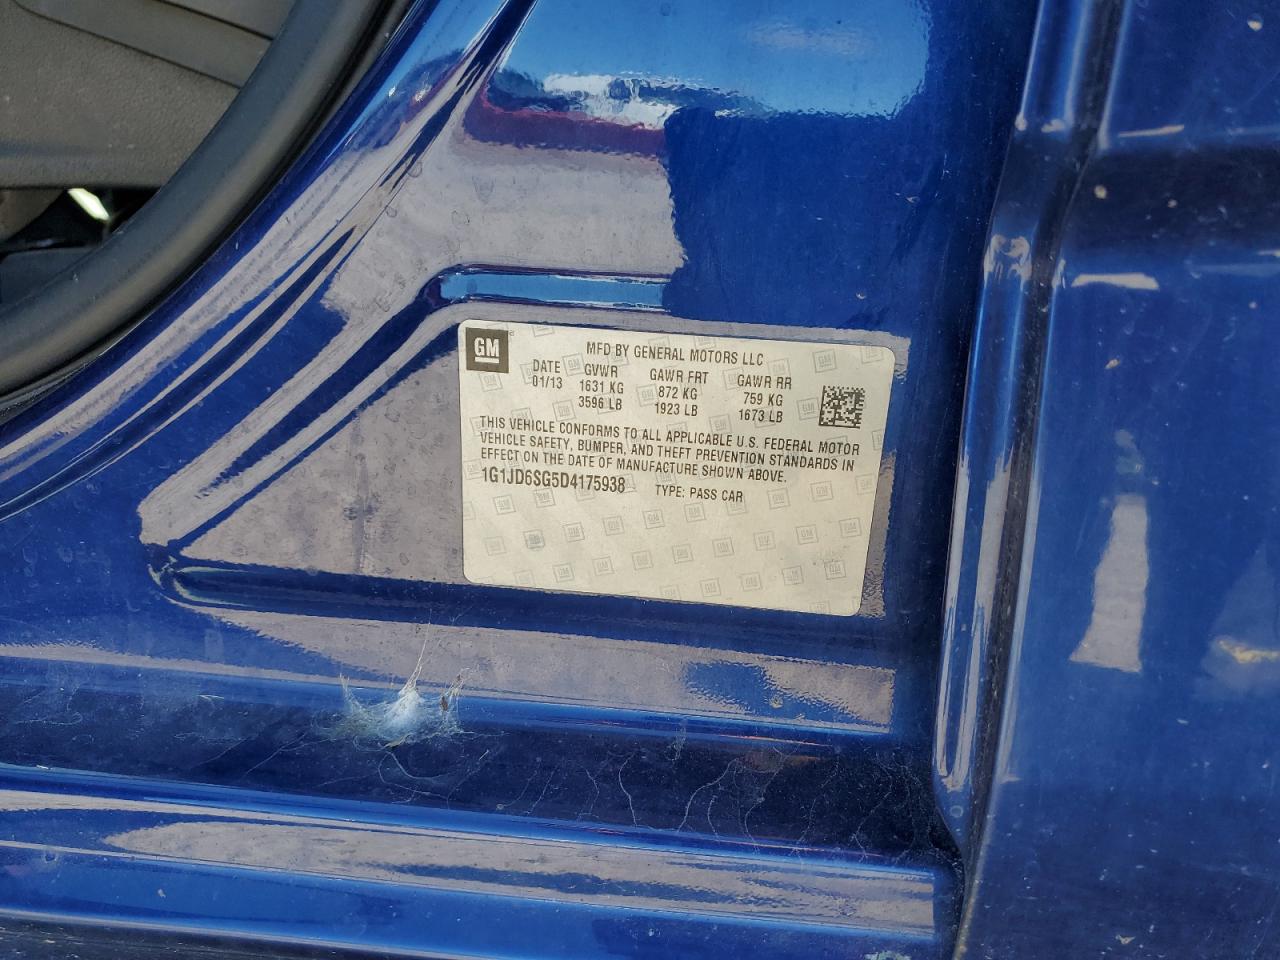 GM
MFD BY GENERAL MOTORS LLC
DATE GVWR GAWR FRT GAWR RR
01/13 1631 KG 872 KG 759 KG
3596 LB 1923 LB 1673 LB
THIS VEHICLE CONFORMS TO ALL APPLICABLE U.S. FEDERAL MOTOR
VEHICLE SAFETY, BUMPER, AND THEFT PREVENTION STANDARDS IN
EFFECT ON THE DATE OF MANUFACTURE SHOWN ABOVE.
1G1JD6SG5D4175938 TYPE: PASS CAR